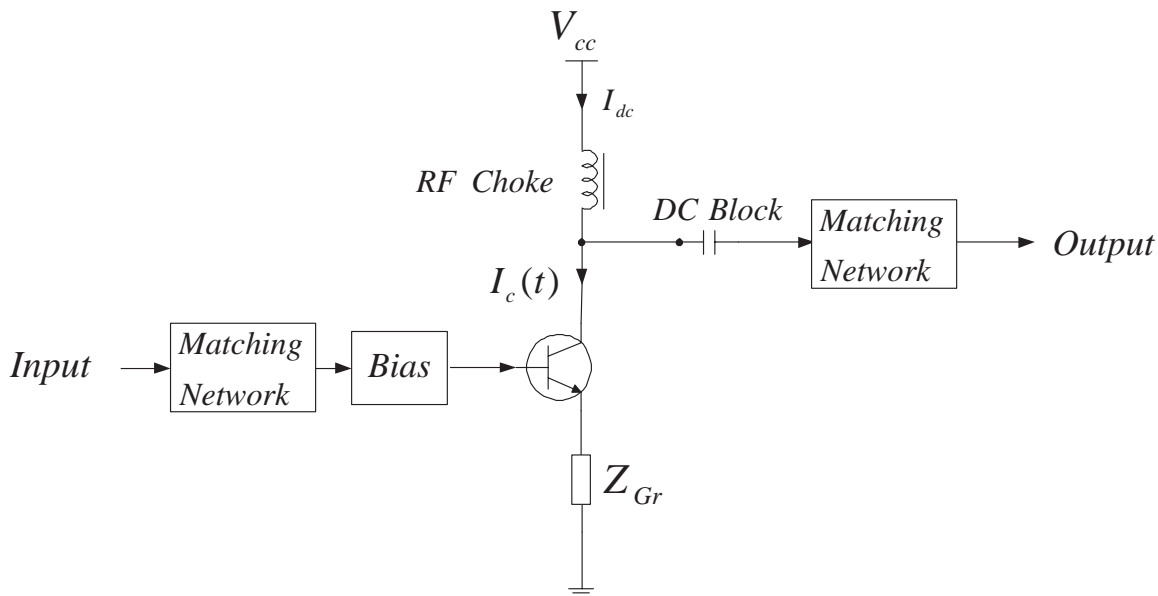 V_cc
I_dc
RF Choke
DC Block
Matching
Network
Output
I_c(t)
Input
Matching
Network
Bias
Z_Gr